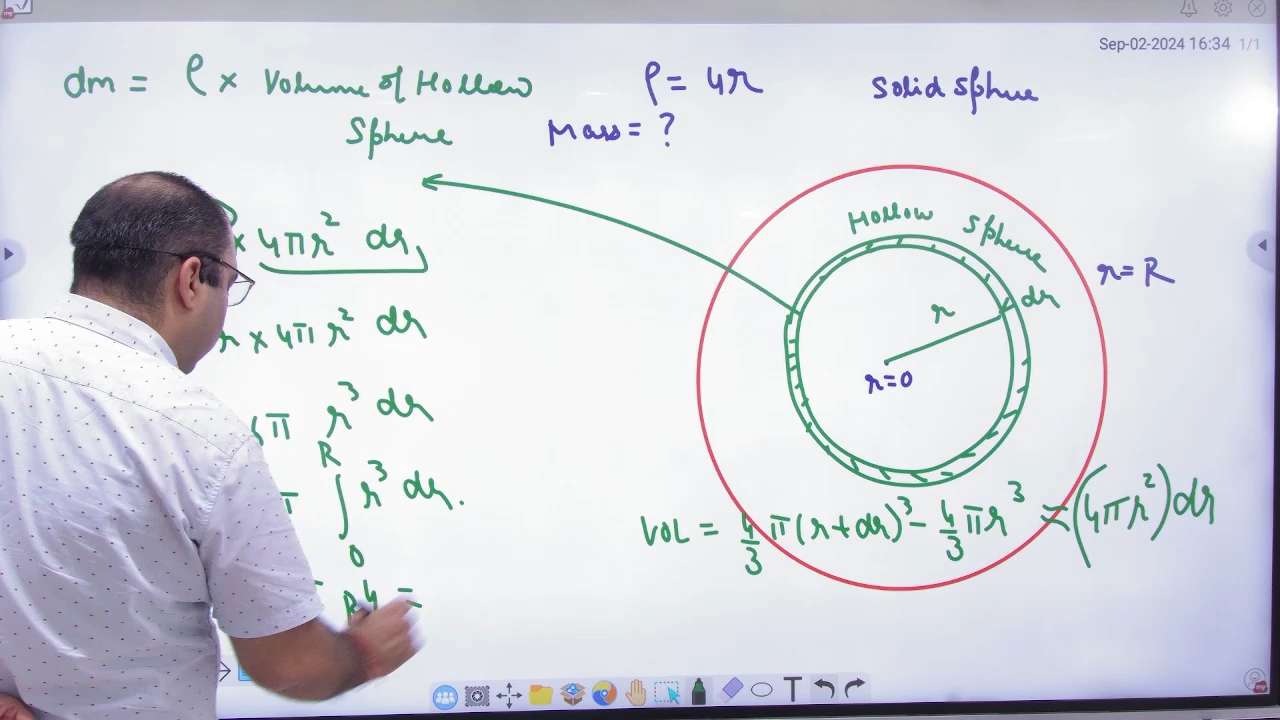 Sep-02-2024 16:34 1/1
dm = ρ × Volume of Hollow
Sphere
ρ = 4r
Mass = ?
Solid Sphere
× 4πr² dr
r × 4π r² dr
π r³ dr
R
π ∫ r³ dr.
0
R⁴ =
Hollow Sphere
r
dr
r=0
r=R
VOL = 4/3 π(r+dr)³ - 4/3 πr³ = (4πr²)dr
T